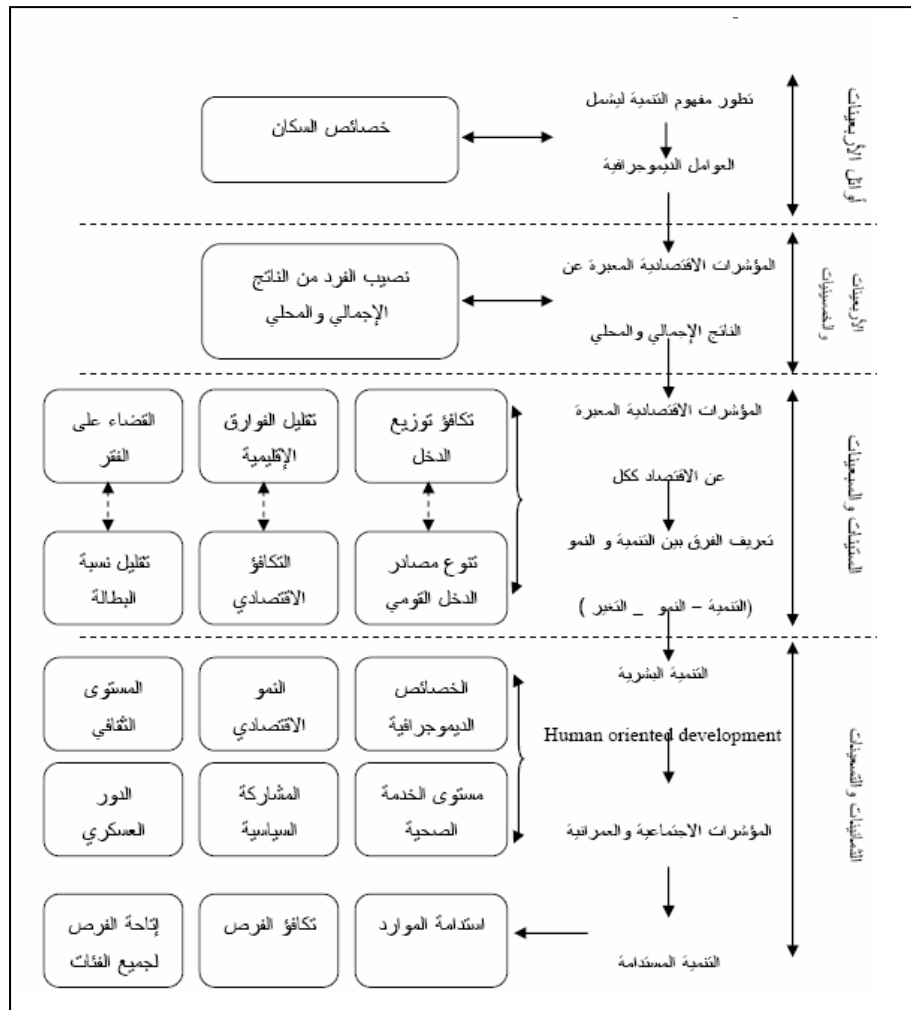 أوائل الأربعينات
تطور مفهوم التنمية ليشمل
العوامل الديموجرافية
خصائص السكان
الأربعينات
والخمسينات
المؤشرات الاقتصادية المعبرة عن
الناتج الإجمالي والمحلي
نصيب الفرد من الناتج
الإجمالي والمحلي
الستينات والسبعينات
المؤشرات الاقتصادية المعبرة
عن الاقتصاد ككل
تعريف الفرق بين التنمية و النمو
(التنمية – النمو _ التغير )
تكافؤ توزيع
الدخل
تقليل الفوارق
الإقليمية
القضاء على
الفقر
تنوع مصادر
الدخل القومي
التكافؤ
الاقتصادي
تقليل نسبة
البطالة
الثمانينات والتسعينات
التنمية البشرية
Human oriented development
المؤشرات الاجتماعية والعمرانية
التنمية المستدامة
الخصائص
الديموجرافية
النمو
الاقتصادي
المستوى
الثقافي
مستوى الخدمة
الصحية
المشاركة
السياسية
الدور
العسكري
استدامة الموارد
تكافؤ الفرص
إتاحة الفرص
لجميع الفئات